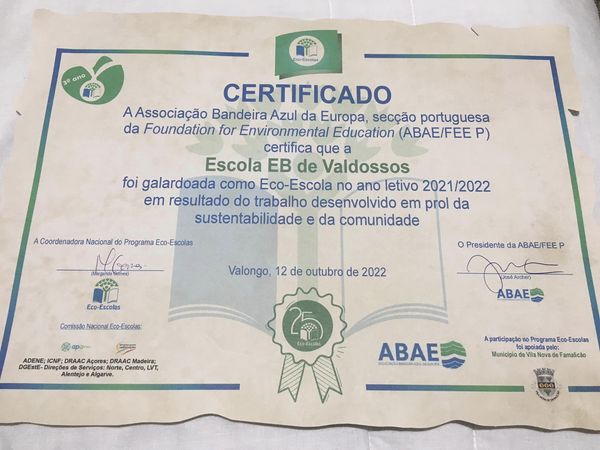 Eco-Escolas
3º ano
CERTIFICADO
A Associação Bandeira Azul da Europa, secção portuguesa
da Foundation for Environmental Education (ABAE/FEE P)
certifica que a
Escola EB de Valdossos
foi galardoada como Eco-Escola no ano letivo 2021/2022
em resultado do trabalho desenvolvido em prol da
sustentabilidade e da comunidade
A Coordenadora Nacional do Programa Eco-Escolas
O Presidente da ABAE/FEE P
Valongo, 12 de outubro de 2022
(José Archer)
Eco-Escolas
ABAE
Comissão Nacional Eco-Escolas:
25
Eco-Escolas
apa
ABAE
A participação no Programa Eco-Escolas
foi apoiada pelo:
Município de Vila Nova de Famalicão
ADENE; ICNF; DRAAC Açores; DRAAC Madeira;
DGEstE- Direções de Serviços: Norte, Centro, LVT,
Alentejo e Algarve.